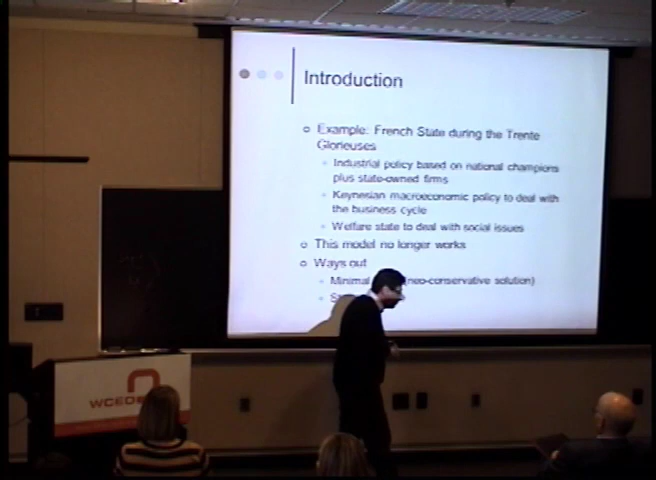 Introduction
Example: French State during the Trente
Glorieuses
Industrial policy based on national champions
plus state-owned firms
Keynesian macroeconomic policy to deal with
the business cycle
Welfare state to deal with social issues
This model no longer works
Ways out
Minimal (neo-conservative solution)
WCED